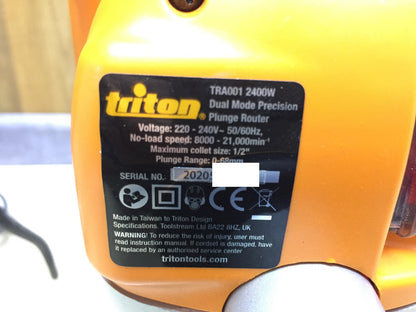 TRA001 2400W
triton® Dual Mode Precision
Plunge Router
Voltage: 220 - 240V~ 50/60Hz,
No-load speed: 8000 - 21,000min⁻¹
Maximum collet size: 1/2"
Plunge Range: 0-68mm
SERIAL NO. 2020
Made in Taiwan to Triton Design
Specifications. Toolstream Ltd BA22 8HZ, UK
WARNING: To reduce the risk of injury, user must
read instruction manual. If cordset is damaged, have
it replaced by an authorised service center
tritontools.com